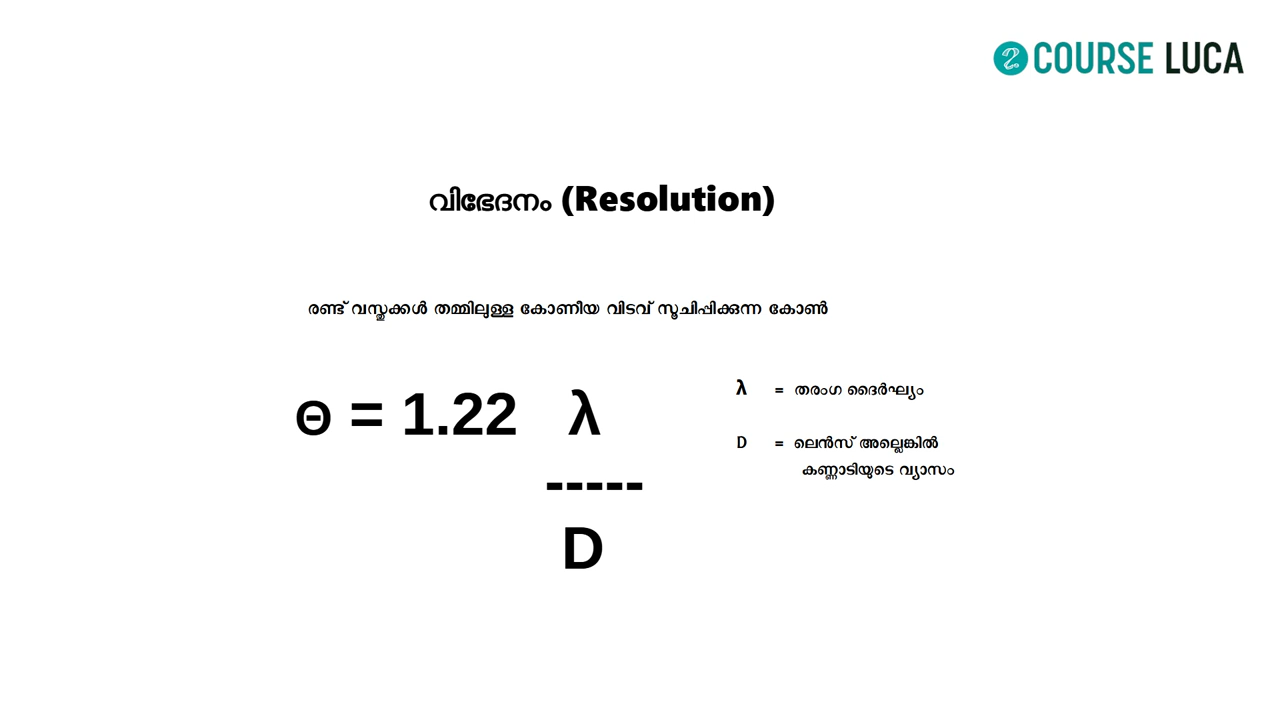 COURSE LUCA
വിഭേദനം (Resolution)
രണ്ട് വസ്തുക്കൾ തമ്മിലുള്ള കോണീയ വിടവ് സൂചിപ്പിക്കുന്ന കോൺ
Θ = 1.22 λ
-----
D
λ = തരംഗ ദൈർഘ്യം
D = ലെൻസ് അല്ലെങ്കിൽ
കണ്ണാടിയുടെ വ്യാസം